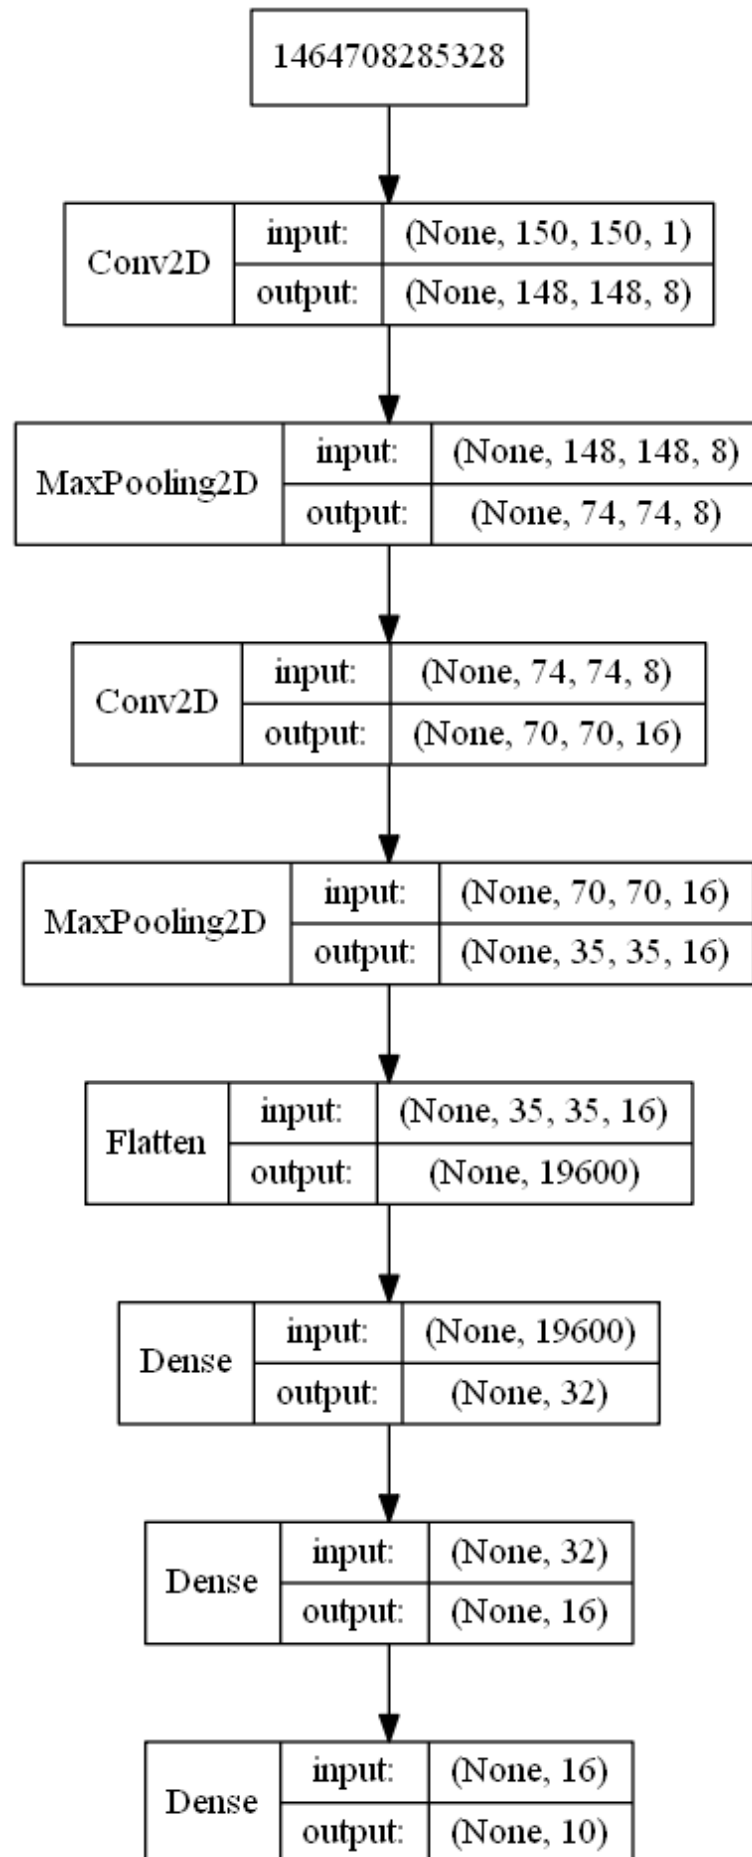 1464708285328
Conv2D
input: (None, 150, 150, 1)
output: (None, 148, 148, 8)
MaxPooling2D
input: (None, 148, 148, 8)
output: (None, 74, 74, 8)
Conv2D
input: (None, 74, 74, 8)
output: (None, 70, 70, 16)
MaxPooling2D
input: (None, 70, 70, 16)
output: (None, 35, 35, 16)
Flatten
input: (None, 35, 35, 16)
output: (None, 19600)
Dense
input: (None, 19600)
output: (None, 32)
Dense
input: (None, 32)
output: (None, 16)
Dense
input: (None, 16)
output: (None, 10)